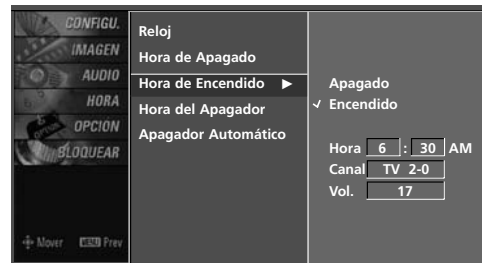 CONFIGU.
IMAGEN
AUDIO
HORA
OPCION
BLOQUEAR
Mover MENU Prev
Reloj
Hora de Apagado
Hora de Encendido ▶
Hora del Apagador
Apagador Automático
Apagado
✓ Encendido
Hora 6 : 30 AM
Canal TV 2-0
Vol. 17